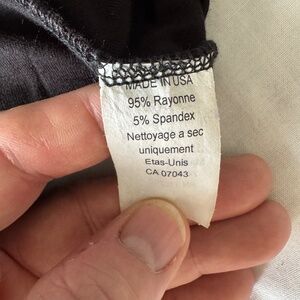 MADE IN USA
95% Rayonne
5% Spandex
Nettoyage a sec
uniquement
Etas-Unis
CA 07043